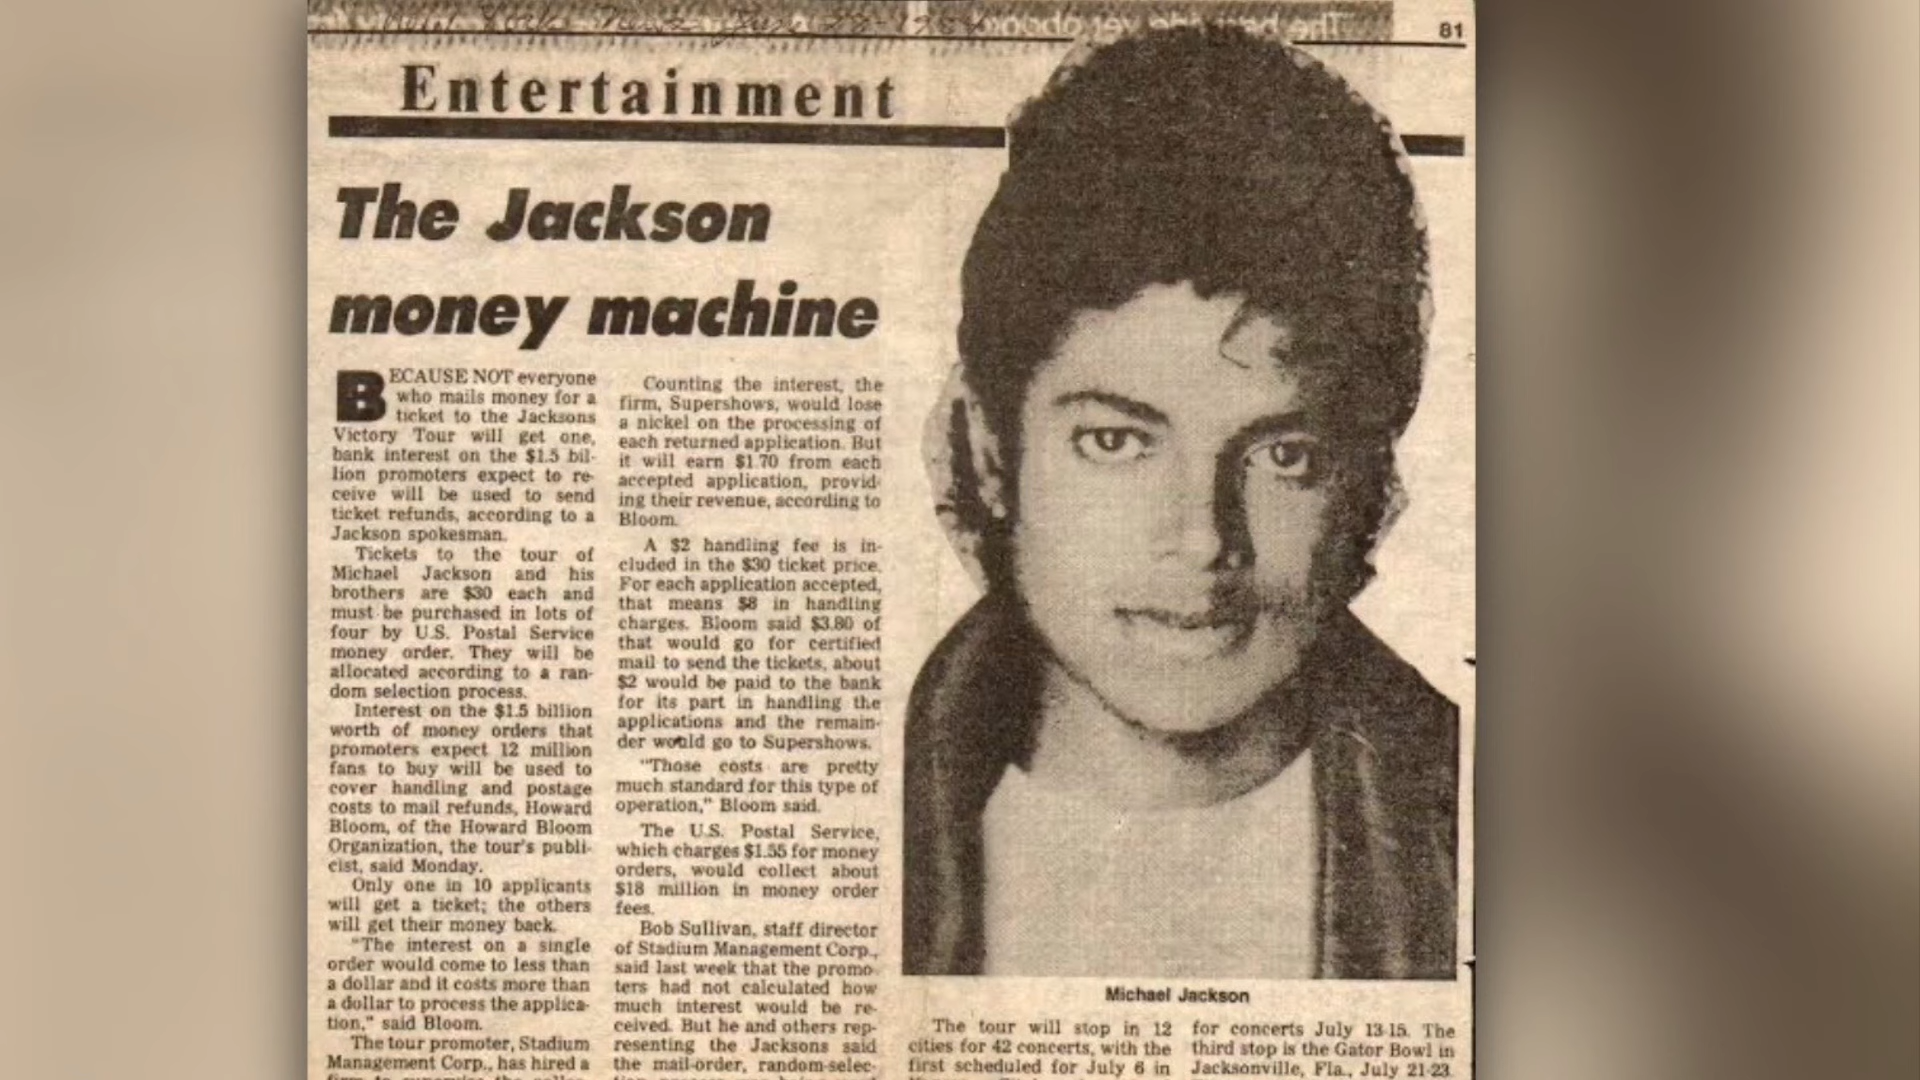 81
Entertainment
The Jackson
money machine
BECAUSE NOT everyone
who mails money for a
ticket to the Jacksons
Victory Tour will get one,
bank interest on the $1.5 bil-
lion promoters expect to re-
ceive will be used to send
ticket refunds, according to a
Jackson spokesman.
Tickets to the tour of
Michael Jackson and his
brothers are $30 each and
must be purchased in lots of
four by U.S. Postal Service
money order. They will be
allocated according to a ran-
dom selection process.
Interest on the $1.5 billion
worth of money orders that
promoters expect 12 million
fans to buy will be used to
cover handling and postage
costs to mail refunds, Howard
Bloom, of the Howard Bloom
Organization, the tour's publi-
cist, said Monday.
Only one in 10 applicants
will get a ticket; the others
will get their money back.
"The interest on a single
order would come to less than
a dollar and it costs more than
a dollar to process the applica-
tion," said Bloom.
The tour promoter, Stadium
Management Corp., has hired a
Counting the interest, the
firm, Supershows, would lose
a nickel on the processing of
each returned application. But
it will earn $1.70 from each
accepted application, provid-
ing their revenue, according to
Bloom.
A $2 handling fee is in-
cluded in the $30 ticket price.
For each application accepted,
that means $8 in handling
charges. Bloom said $3.80 of
that would go for certified
mail to send the tickets, about
$2 would be paid to the bank
for its part in handling the
applications and the remain-
der would go to Supershows.
"Those costs are pretty
much standard for this type of
operation," Bloom said.
The U.S. Postal Service,
which charges $1.55 for money
orders, would collect about
$18 million in money order
fees.
Bob Sullivan, staff director
of Stadium Management Corp.,
said last week that the promo-
ters had not calculated how
much interest would be re-
ceived. But he and others rep-
resenting the Jacksons said
the mail-order, random-selec-
Michael Jackson
The tour will stop in 12
cities for 42 concerts, with the
first scheduled for July 6 in
for concerts July 13-15. The
third stop is the Gator Bowl in
Jacksonville, Fla., July 21-23.